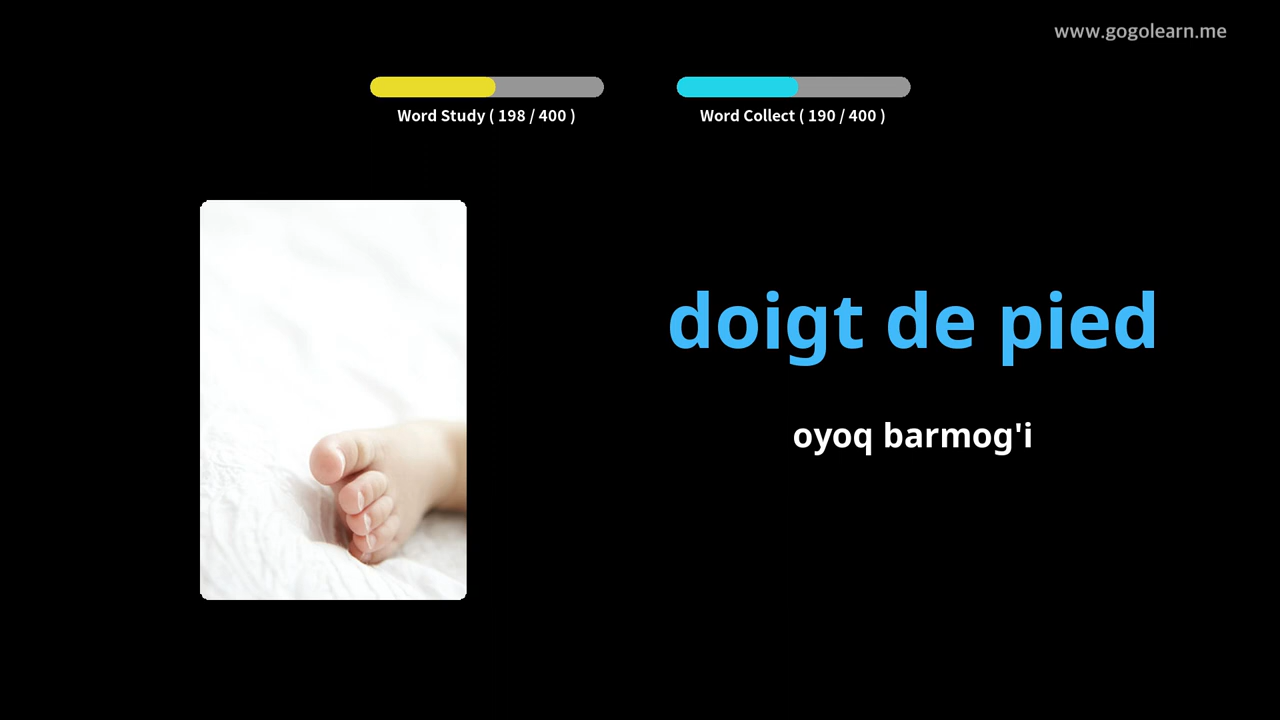 www.gogolearn.me
Word Study ( 198 / 400 )
Word Collect ( 190 / 400 )
doigt de pied
oyoq barmog'i